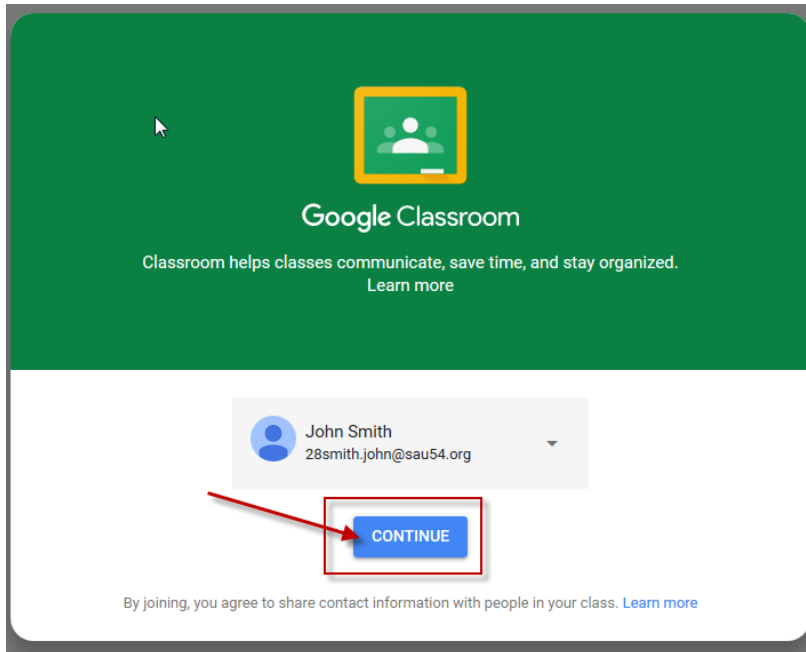 Google Classroom
Classroom helps classes communicate, save time, and stay organized.
Learn more
John Smith
28smith.john@sau54.org
CONTINUE
By joining, you agree to share contact information with people in your class. Learn more